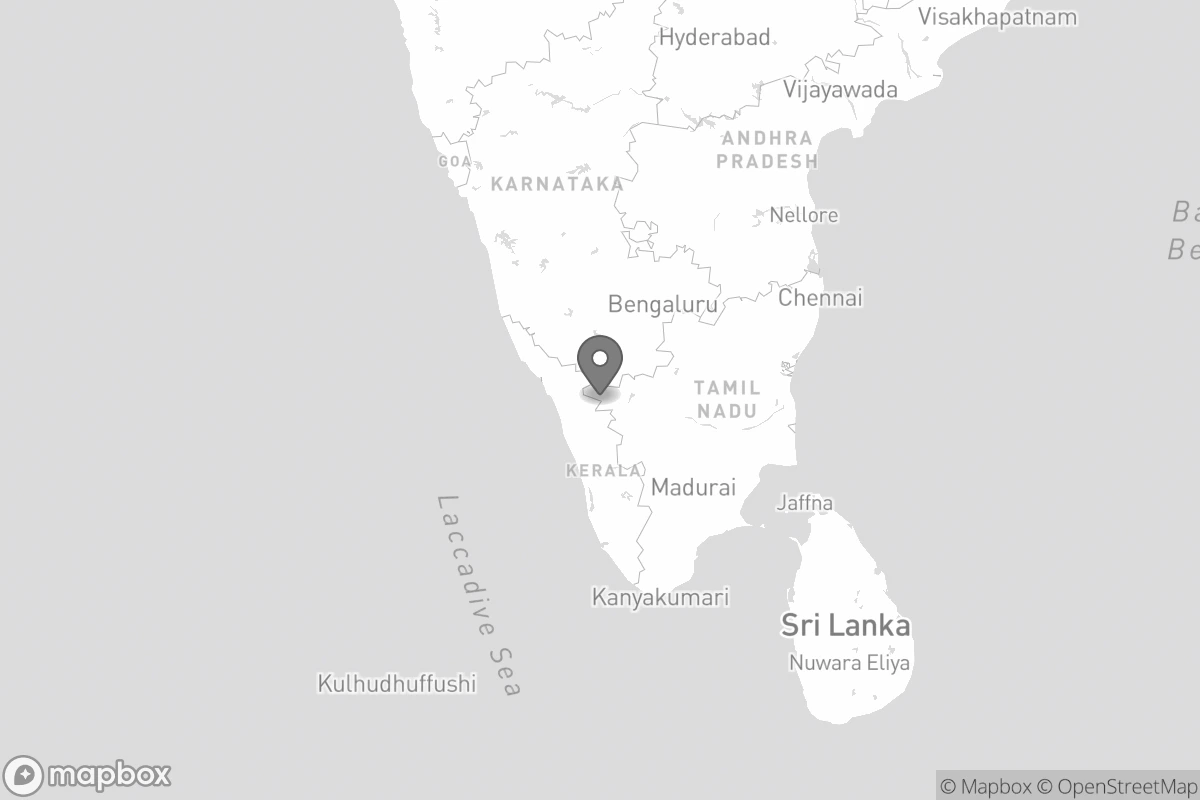 Visakhapatnam
Hyderabad
Vijayawada
ANDHRA
PRADESH
GOA
KARNATAKA
Nellore
Ba
Be
Bengaluru
Chennai
TAMIL
NADU
KERALA
Madurai
Jaffna
Laccadive Sea
Kanyakumari
Sri Lanka
Nuwara Eliya
Kulhudhuffushi
mapbox
© Mapbox © OpenStreetMap